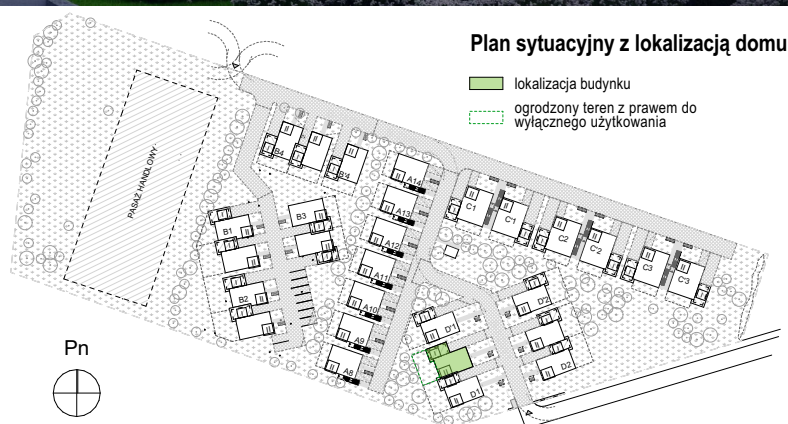 Plan sytuacyjny z lokalizacją domu
lokalizacja budynku
ogrodzony teren z prawem do
wyłącznego użytkowania
PASAŻ HANDLOWY
B4
B'4
A14
A13
A12
A11
A10
A9
A8
B1
B3
B2
C1
C'1
C2
C'2
C3
C'3
D'1
D'2
D1
D2
Pn